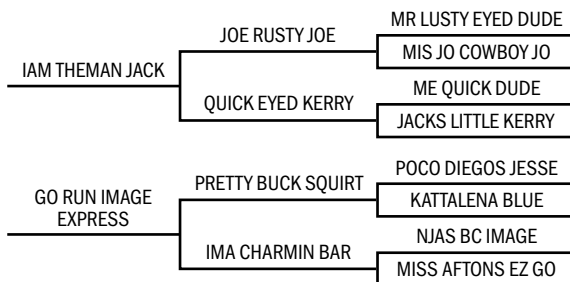 MR LUSTY EYED DUDE
JOE RUSTY JOE
MIS JO COWBOY JO
IAM THEMAN JACK
ME QUICK DUDE
QUICK EYED KERRY
JACKS LITTLE KERRY
POCO DIEGOS JESSE
PRETTY BUCK SQUIRT
KATTALENA BLUE
GO RUN IMAGE
EXPRESS
NJAS BC IMAGE
IMA CHARMIN BAR
MISS AFTONS EZ GO